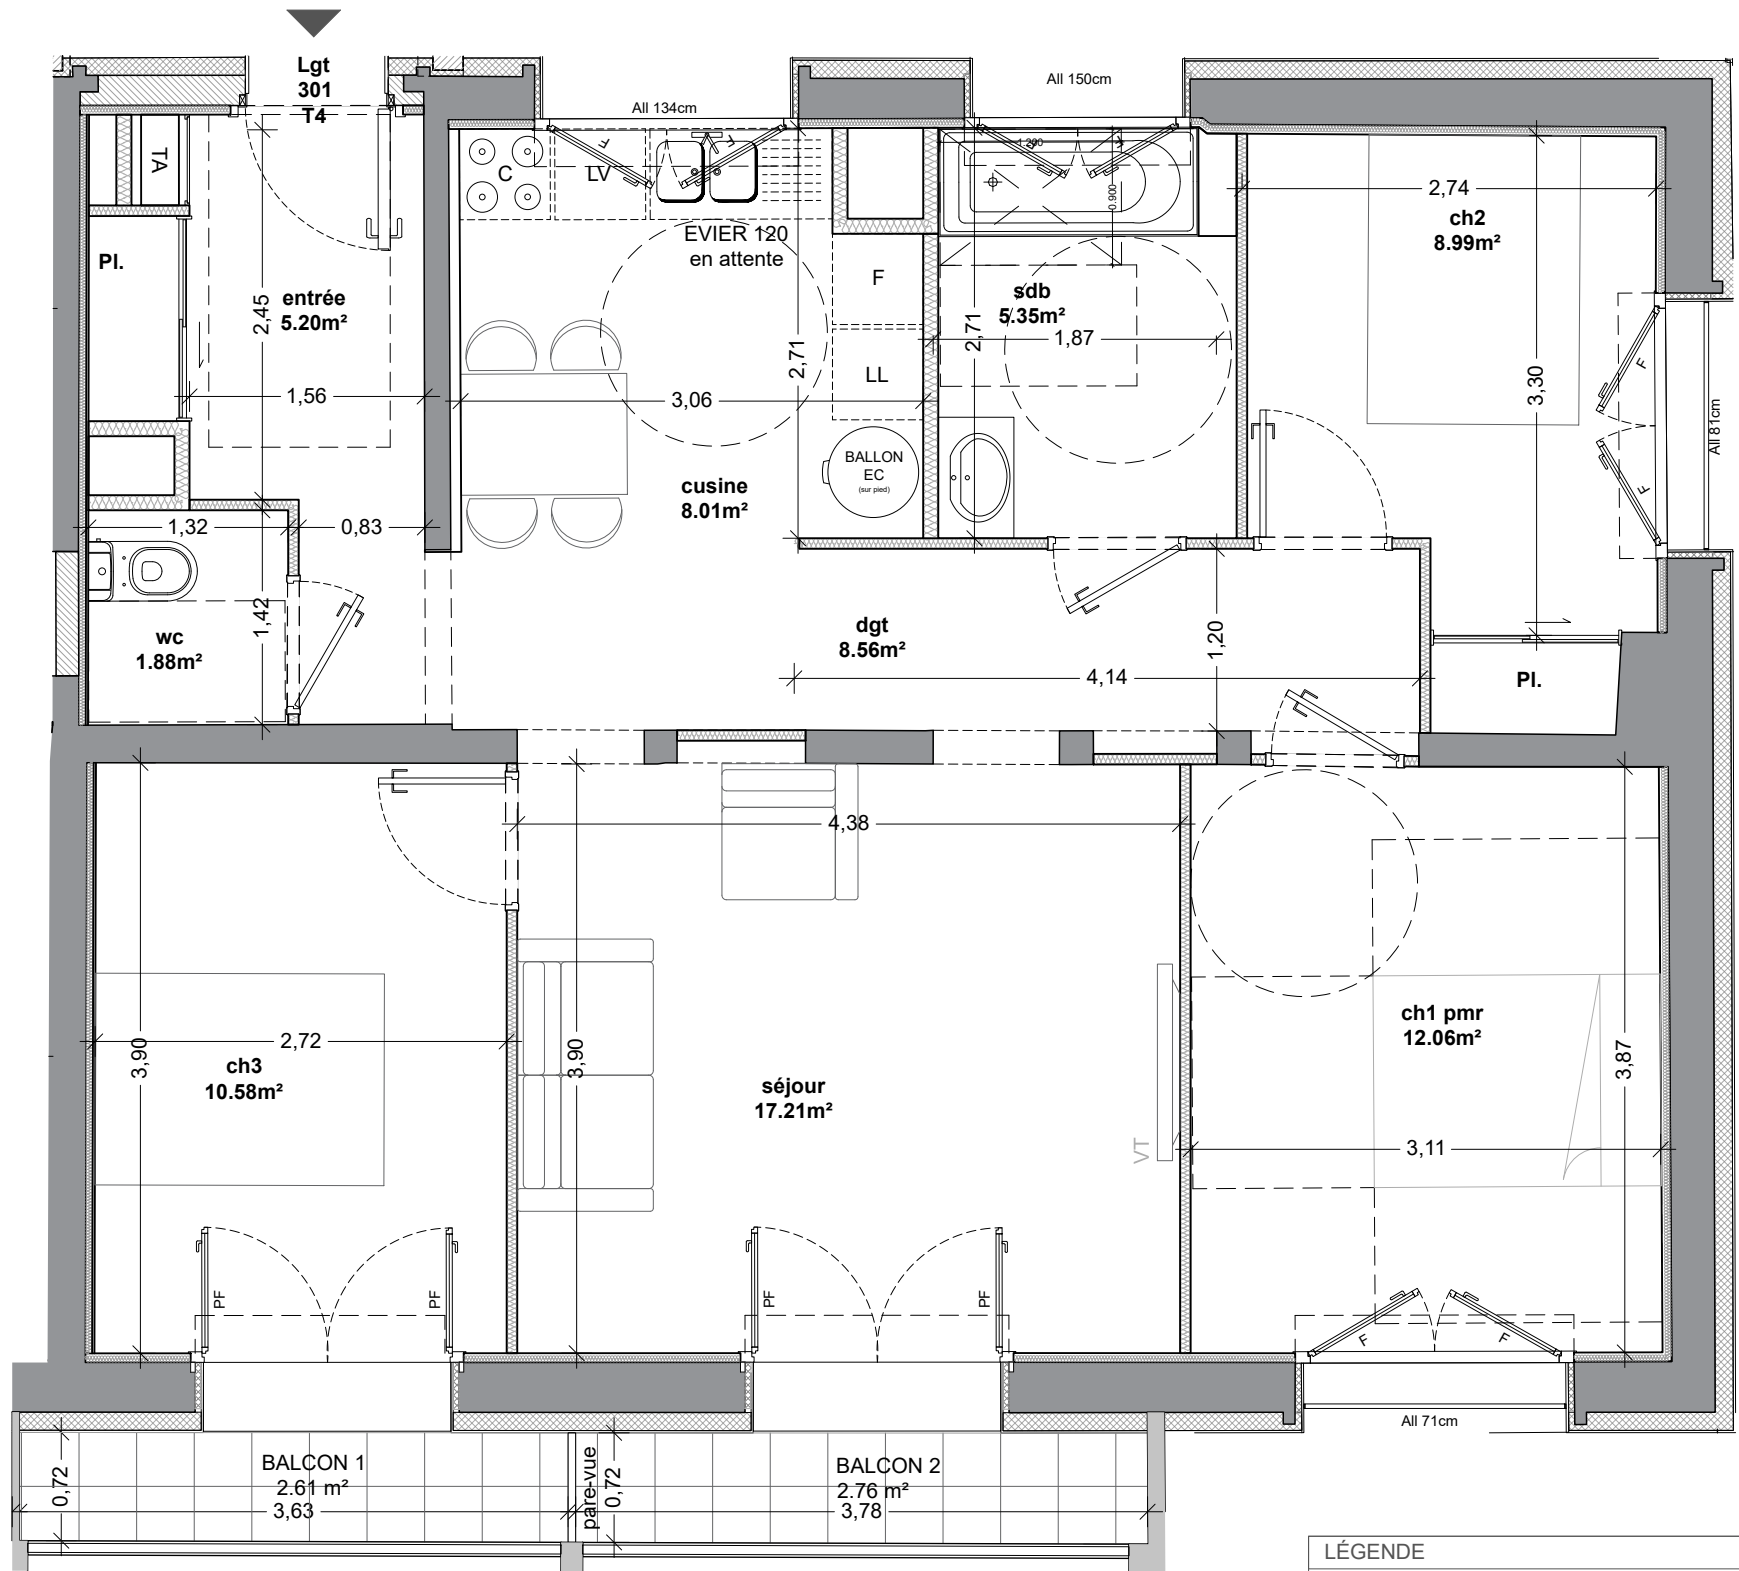 Lgt
301
T4
All 134cm
All 150cm
TA
Pl.
entrée
5.20m²
2,45
1,56
C
LV
F
F
EVIER 120
en attente
F
LL
2,71
3,06
BALLON
EC
(sur pied)
cusine
8.01m²
1.200
0.900
F
F
sdb
5.35m²
2,71
1,87
2,74
ch2
8.99m²
3,30
F
F
All 81cm
1,32
0,83
1,42
wc
1.88m²
dgt
8.56m²
1,20
4,14
Pl.
4,38
3,90
2,72
ch3
10.58m²
3,90
séjour
17.21m²
VT
ch1 pmr
12.06m²
3,87
3,11
PF
PF
PF
PF
F
F
All 71cm
BALCON 1
2.61 m²
0,72
3,63
pare-vue
0,72
BALCON 2
2.76 m²
3,78
LÉGENDE